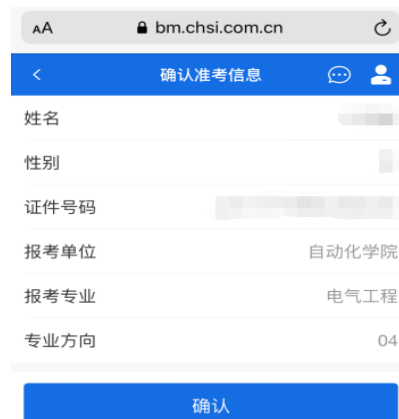 AA bm.chsi.com.cn
确认准考信息
姓名
性别
证件号码
报考单位 自动化学院
报考专业 电气工程
专业方向 04
确认